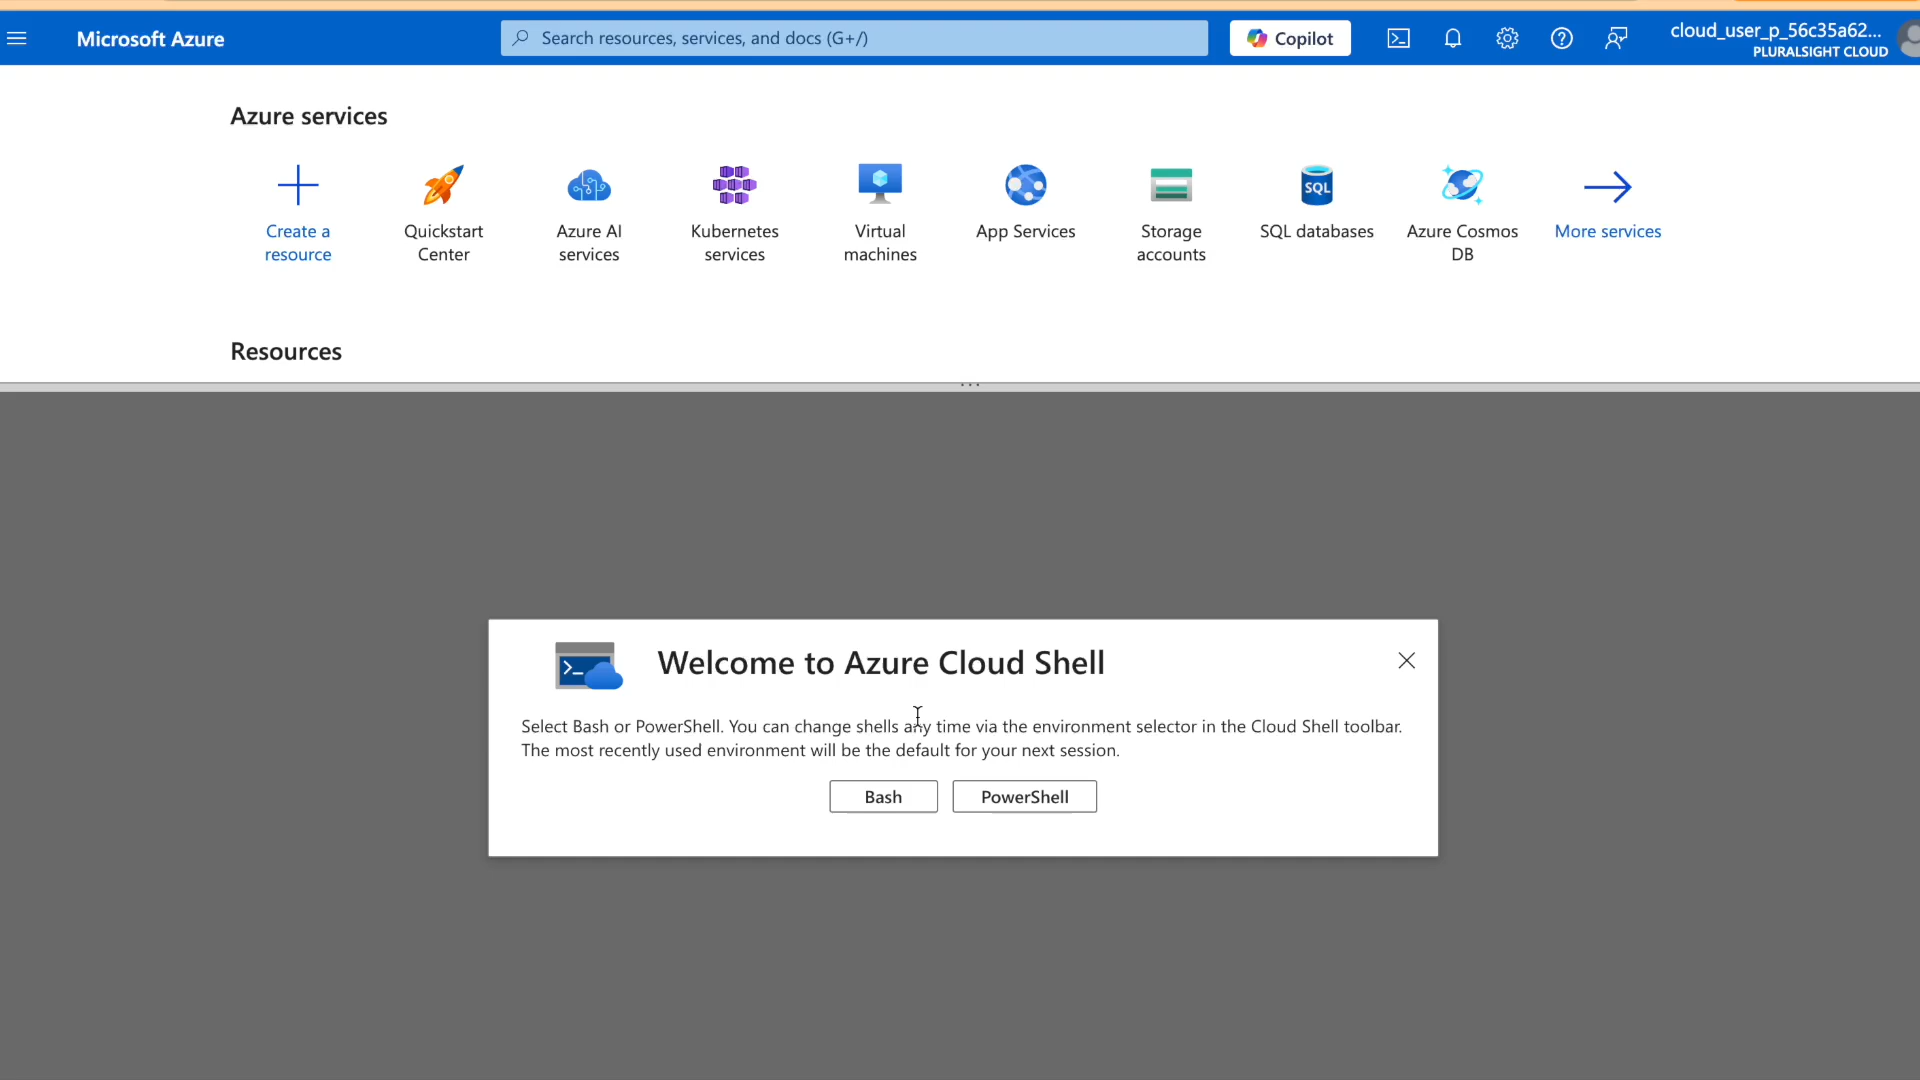 Microsoft Azure
Search resources, services, and docs (G+/)
Copilot
cloud_user_p_56c35a62...
PLURALSIGHT CLOUD
Azure services
Create a
resource
Quickstart
Center
Azure AI
services
Kubernetes
services
Virtual
machines
App Services
Storage
accounts
SQL
SQL databases
Azure Cosmos
DB
More services
Resources
...
Welcome to Azure Cloud Shell
Select Bash or PowerShell. You can change shells any time via the environment selector in the Cloud Shell toolbar.
The most recently used environment will be the default for your next session.
Bash
PowerShell